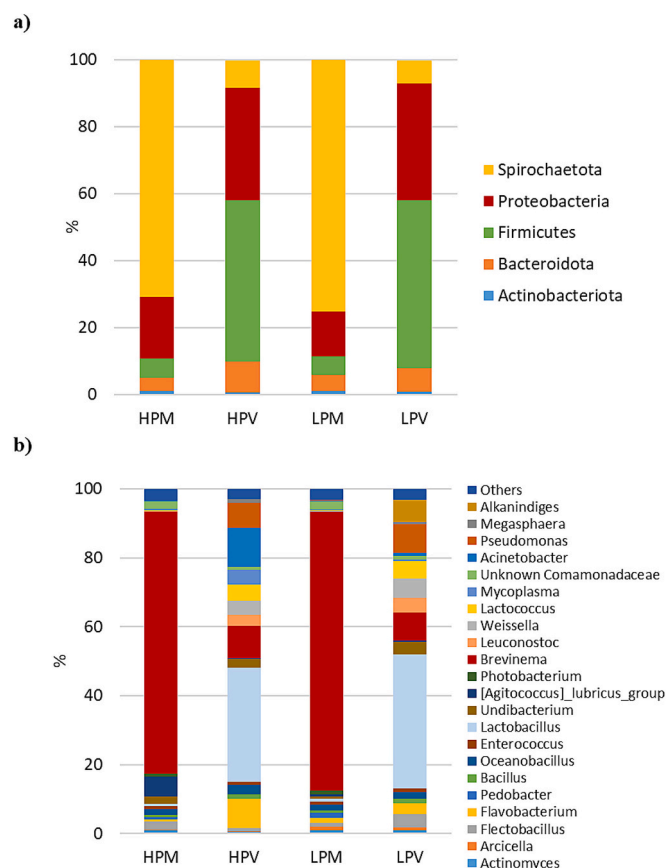 a)
100
80
60
40
20
0
%
HPM HPV LPM LPV
Spirochaetota
Proteobacteria
Firmicutes
Bacteroidota
Actinobacteriota
b)
100
80
60
40
20
0
%
HPM HPV LPM LPV
Others
Alkanindiges
Megasphaera
Pseudomonas
Acinetobacter
Unknown Comamonadaceae
Mycoplasma
Lactococcus
Weissella
Leuconostoc
Brevinema
Photobacterium
[Agitococcus]_lubricus_group
Undibacterium
Lactobacillus
Enterococcus
Oceanobacillus
Bacillus
Pedobacter
Flavobacterium
Flectobacillus
Arcicella
Actinomyces